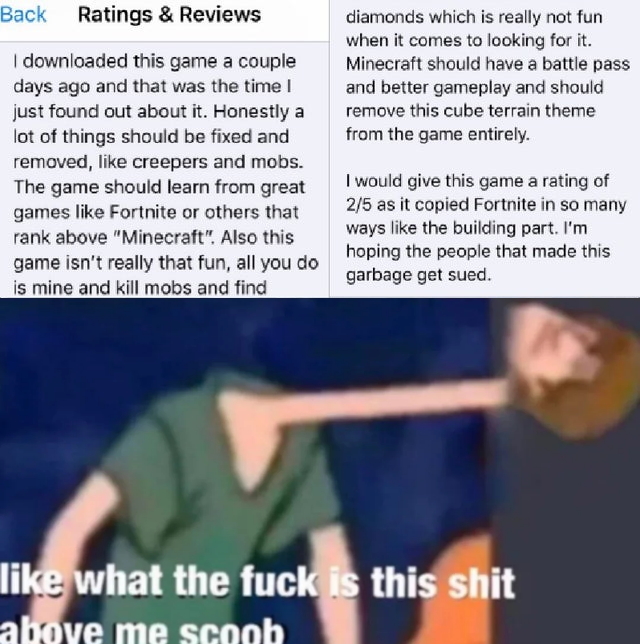 Back
Ratings & Reviews
I downloaded this game a couple
days ago and that was the time I
just found out about it. Honestly a
lot of things should be fixed and
removed, like creepers and mobs.
The game should learn from great
games like Fortnite or others that
rank above "Minecraft". Also this
game isn't really that fun, all you do
is mine and kill mobs and find
diamonds which is really not fun
when it comes to looking for it.
Minecraft should have a battle pass
and better gameplay and should
remove this cube terrain theme
from the game entirely.
I would give this game a rating of
2/5 as it copied Fortnite in so many
ways like the building part. I'm
hoping the people that made this
garbage get sued.
like what the fuck is this shit
above me scoob